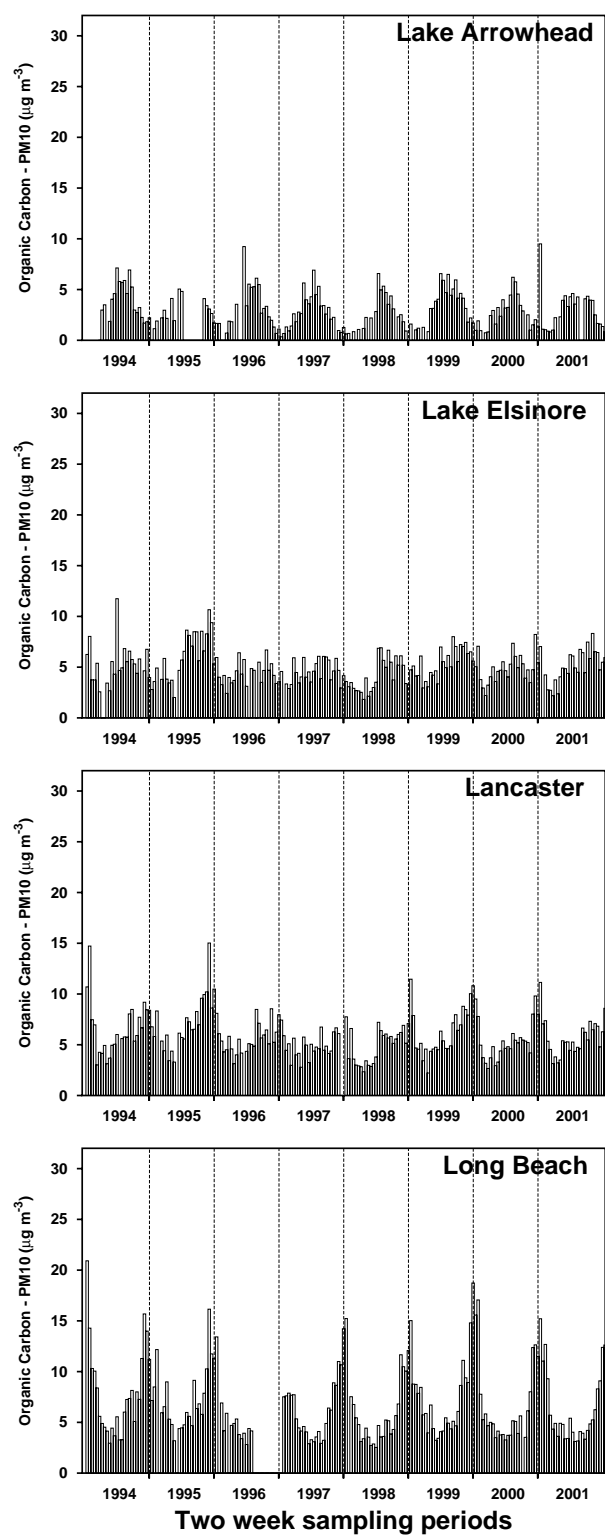 Lake Arrowhead
Organic Carbon - PM10 (µg m-3)
30
25
20
15
10
5
0
1994 1995 1996 1997 1998 1999 2000 2001
Lake Elsinore
Organic Carbon - PM10 (µg m-3)
30
25
20
15
10
5
0
1994 1995 1996 1997 1998 1999 2000 2001
Lancaster
Organic Carbon - PM10 (µg m-3)
30
25
20
15
10
5
0
1994 1995 1996 1997 1998 1999 2000 2001
Long Beach
Organic Carbon - PM10 (µg m-3)
30
25
20
15
10
5
0
1994 1995 1996 1997 1998 1999 2000 2001
Two week sampling periods